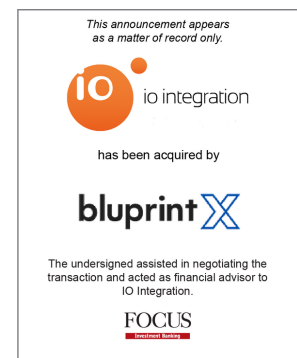 This announcement appears
as a matter of record only.
io
io integration
has been acquired by
bluprint X
The undersigned assisted in negotiating the
transaction and acted as financial advisor to
IO Integration.
FOCUS
Investment Banking